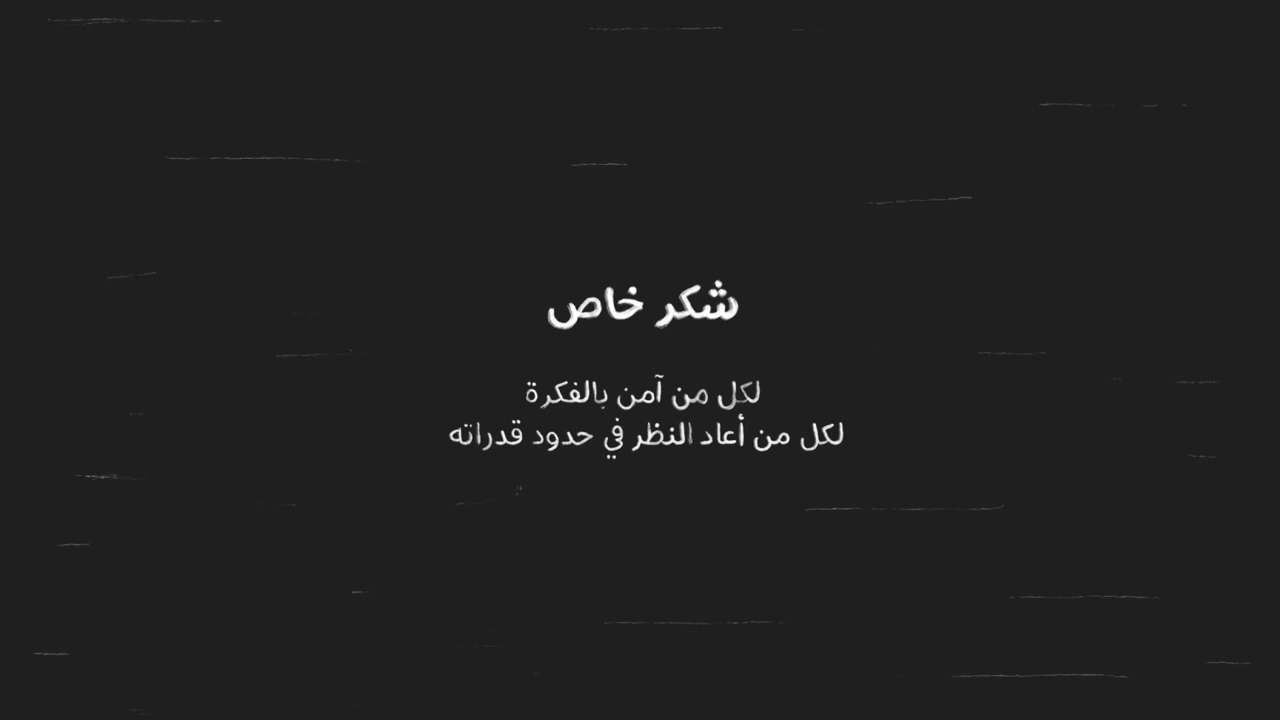 شكر خاص
لكل من آمن بالفكرة
لكل من أعاد النظر في حدود قدراته